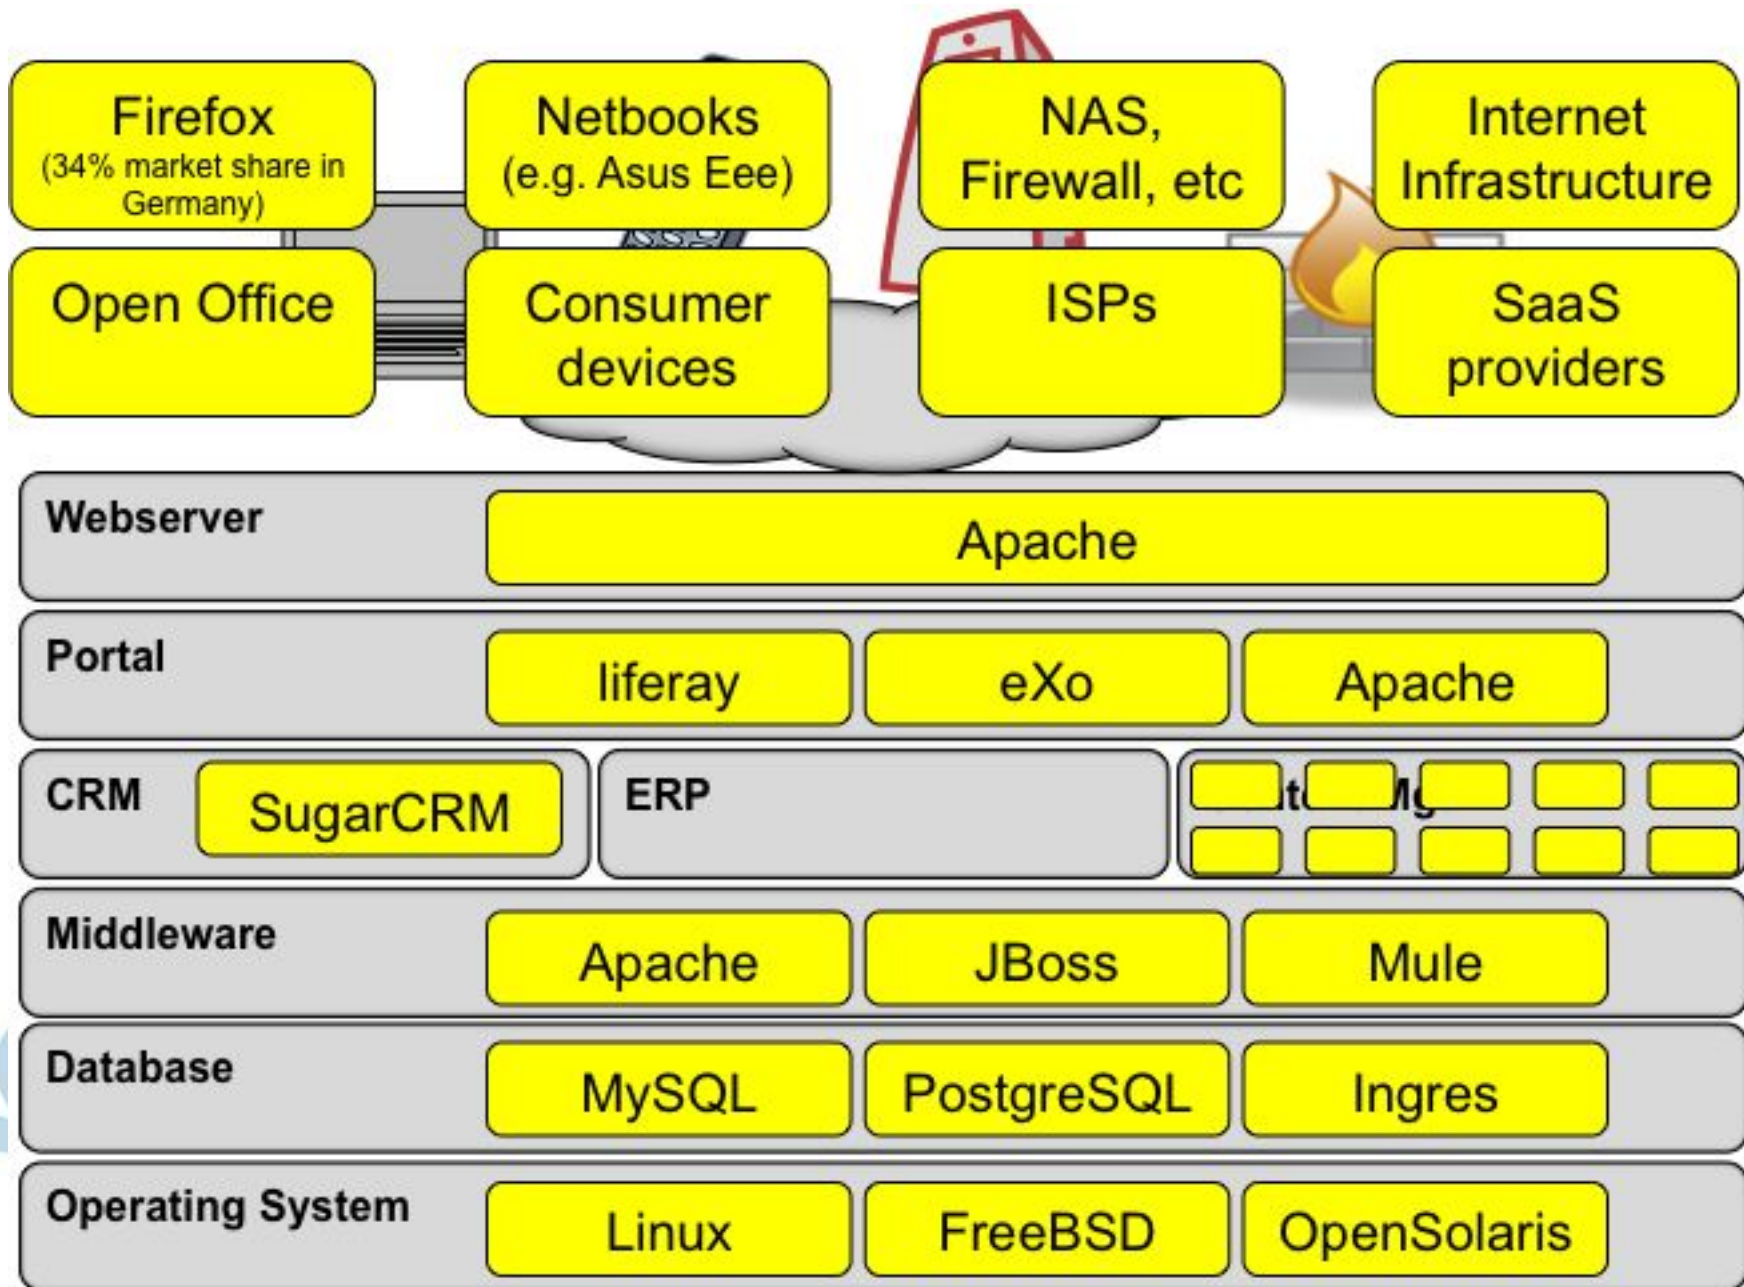 Firefox
(34% market share in
Germany)
Netbooks
(e.g. Asus Eee)
NAS,
Firewall, etc
Internet
Infrastructure
Open Office
Consumer
devices
ISPs
SaaS
providers
Webserver
Apache
Portal
liferay
eXo
Apache
CRM
SugarCRM
ERP
Middleware
Apache
JBoss
Mule
Database
MySQL
PostgreSQL
Ingres
Operating System
Linux
FreeBSD
OpenSolaris